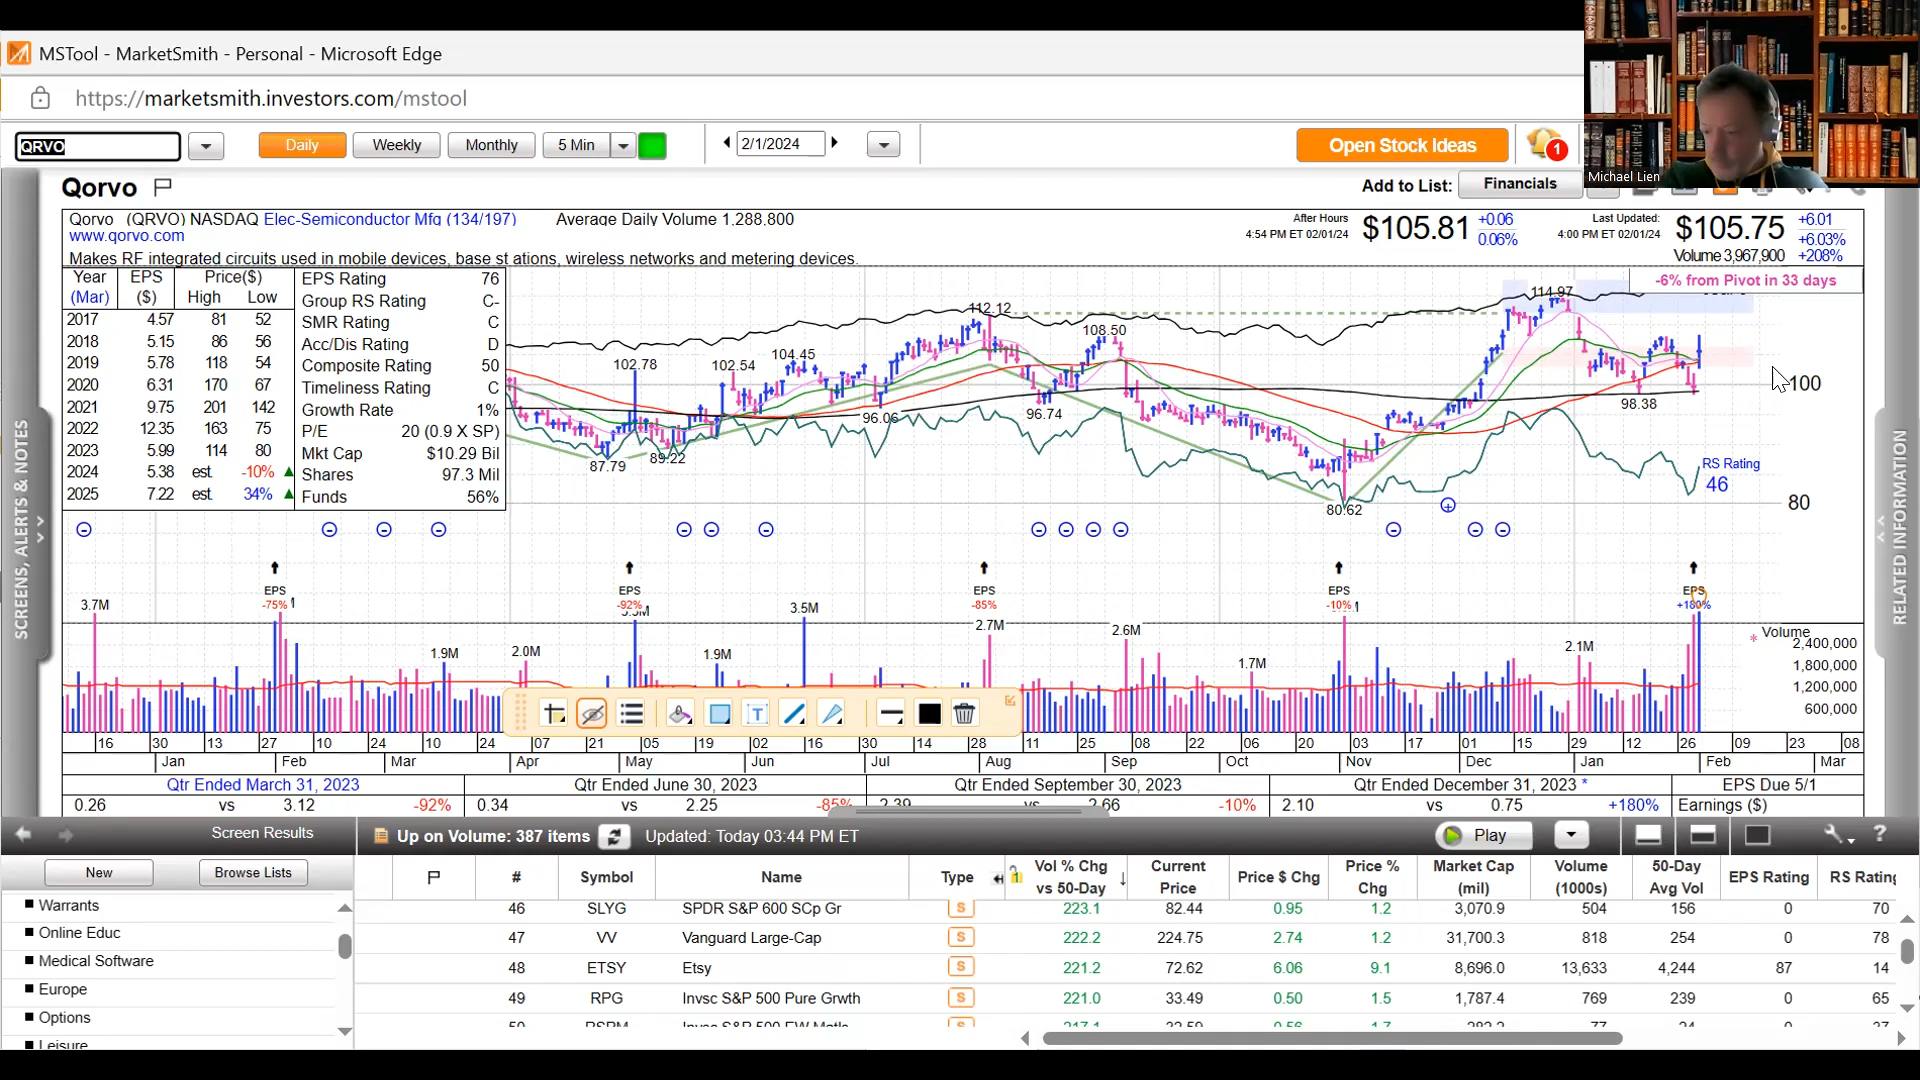 MSTool - MarketSmith - Personal - Microsoft Edge
https://marketsmith.investors.com/mstool
QRVO
Daily
Weekly
Monthly
5 Min
2/1/2024
Open Stock Ideas
1
Michael Lien
Qorvo
Add to List:
Financials
Qorvo (QRVO) NASDAQ Elec-Semiconductor Mfg (134/197) Average Daily Volume 1,288,800
www.qorvo.com
Makes RF integrated circuits used in mobile devices, base st ations, wireless networks and metering devices.
After Hours
4:54 PM ET 02/01/24
$105.81
+0.06
0.06%
Last Updated:
4:00 PM ET 02/01/24
$105.75
+6.01
+6.03%
Volume 3,967,900 +208%
-6% from Pivot in 33 days
Year EPS Price($)
(Mar) ($) High Low
2017 4.57 81 52
2018 5.15 86 56
2019 5.78 118 54
2020 6.31 170 67
2021 9.75 201 142
2022 12.35 163 75
2023 5.99 114 80
2024 5.38 est -10%
2025 7.22 est 34%
EPS Rating 76
Group RS Rating C-
SMR Rating C
Acc/Dis Rating D
Composite Rating 50
Timeliness Rating C
Growth Rate 1%
P/E 20 (0.9 X SP)
Mkt Cap $10.29 Bil
Shares 97.3 Mil
Funds 56%
102.78
102.54
104.45
112.12
108.50
114.97
87.79
89.22
96.06
96.74
80.62
98.38
100
80
RS Rating
46
EPS
-75%
EPS
-92%
EPS
-85%
EPS
-10%
EPS
+180%
3.7M
1.9M
2.0M
1.9M
3.5M
2.7M
2.6M
1.7M
2.1M
* Volume
2,400,000
1,800,000
1,200,000
600,000
16 30 13 27 10 24 10 24 07 21 05 19 02 16 30 14 28 11 25 08 22 06 20 03 17 01 15 29 12 26 09 23 08
Jan Feb Mar Apr May Jun Jul Aug Sep Oct Nov Dec Jan Feb Mar
Qtr Ended March 31, 2023
Qtr Ended June 30, 2023
Qtr Ended September 30, 2023
Qtr Ended December 31, 2023 *
EPS Due 5/1
0.26 vs 3.12 -92%
0.34 vs 2.25 -85%
2.39 vs 2.66 -10%
2.10 vs 0.75 +180%
Earnings ($)
SCREENS, ALERTS & NOTES
RELATED INFORMATION
Screen Results
Up on Volume: 387 items
Updated: Today 03:44 PM ET
Play
?
New
Browse Lists
Warrants
Online Educ
Medical Software
Europe
Options
Leisure
# Symbol Name Type Vol % Chg vs 50-Day Current Price Price $ Chg Price % Chg Market Cap (mil) Volume (1000s) 50-Day Avg Vol EPS Rating RS Rating
46 SLYG SPDR S&P 600 SCp Gr S 223.1 82.44 0.95 1.2 3,070.9 504 156 0 70
47 VV Vanguard Large-Cap S 222.2 224.75 2.74 1.2 31,700.3 818 254 0 78
48 ETSY Etsy S 221.2 72.62 6.06 9.1 8,696.0 13,633 4,244 87 14
49 RPG Invsc S&P 500 Pure Grwth S 221.0 33.49 0.50 1.5 1,787.4 769 239 0 65